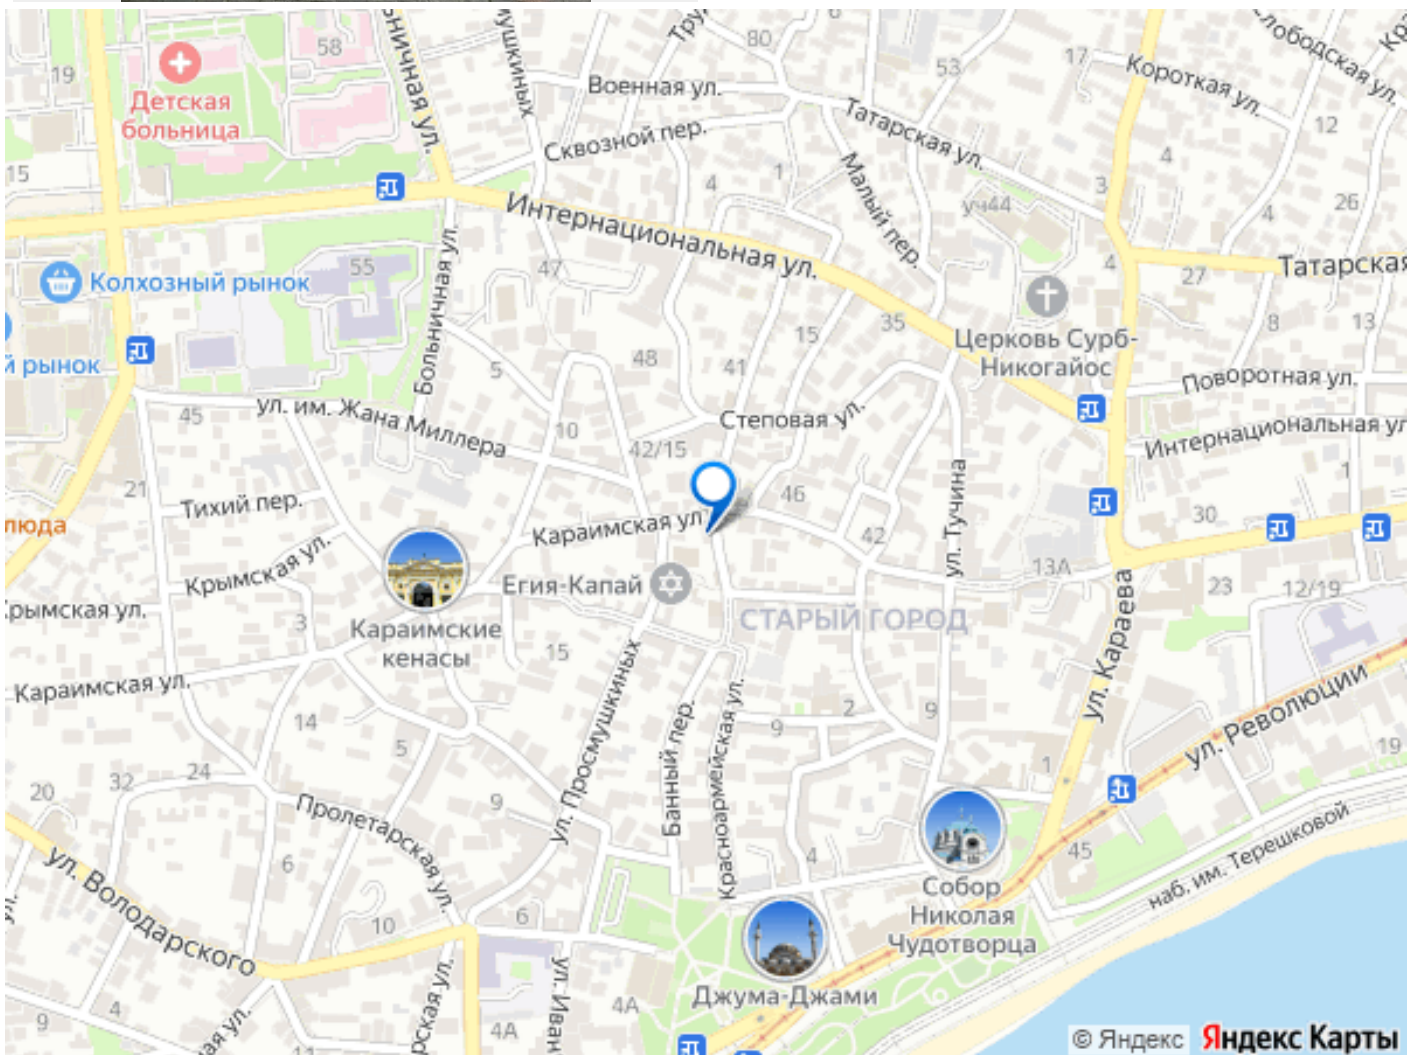 58
80
6
19
53
17
Короткая ул.
Военная ул.
Детская
больница
Татарская ул.
12
Сквозной пер.
15
4
1
Малый пер.
4
3
26
уч44
4
Интернациональная ул.
Больничная ул.
55
47
4
27
Татарская
Колхозный рынок
35
15
8
13
Церковь Сурб-
Никогайос
й рынок
48
41
5
Поворотная ул.
45
ул. им. Жана Миллера
Степовая ул.
10
42/15
Интернациональная ул
1
21
46
Тихий пер.
ул. Тучина
люда
Караимская ул
42
30
Крымская ул.
13А
Егия-Капай
23
12/19
Крымская ул.
3
СТАРЫЙ ГОРОД
Караимские
кенасы
15
ул. Просмушкиных
ул. Караева
Караимская ул.
14
9
2
9
Банный пер.
Красноармейская ул.
ул. Революции
5
19
24
32
20
1
9
Пролетарская ул.
наб. им. Терешковой
6
4
45
ул. Володарского
Собор
Николая
Чудотворца
10
6
Джума-Джами
ул. Иван
4А
4А
4
9
© Яндекс Яндекс Карты